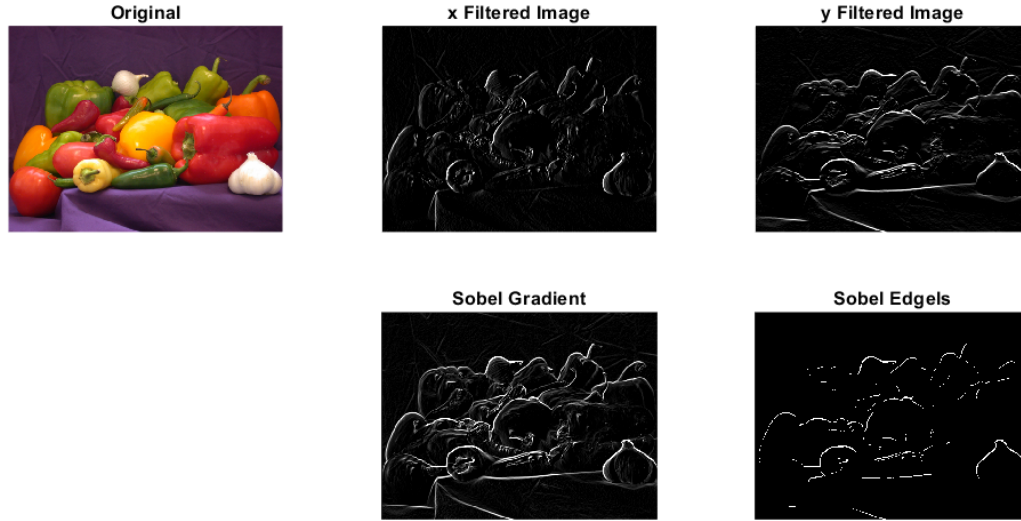 Original
x Filtered Image
y Filtered Image
Sobel Gradient
Sobel Edgels